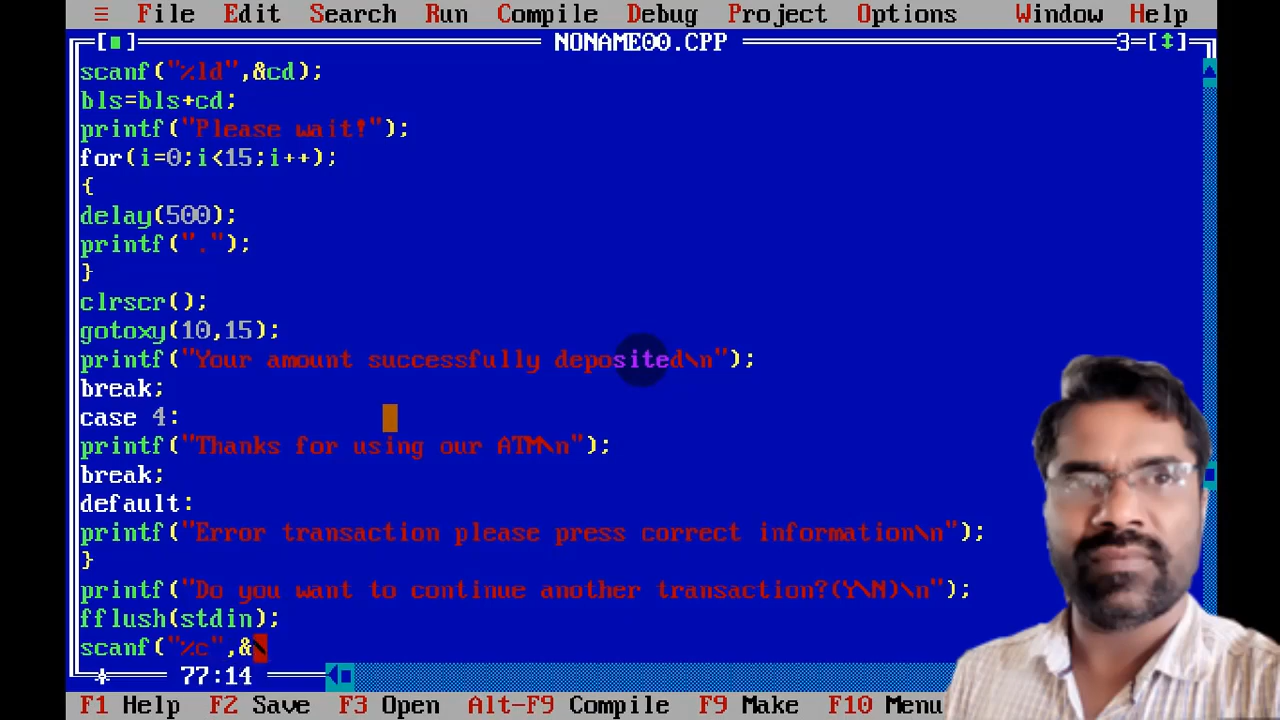 ≡ File Edit Search Run Compile Debug Project Options Window Help
[■] NONAME00.CPP 3=[↕]
scanf("%ld",&cd);
bls=bls+cd;
printf("Please wait!");
for(i=0;i<15;i++);
{
delay(500);
printf(".");
}
clrscr();
gotoxy(10,15);
printf("Your amount successfully deposited\n");
break;
case 4:
printf("Thanks for using our ATM\n");
break;
default:
printf("Error transaction please press correct information\n");
}
printf("Do you want to continue another transaction?(Y\N)\n");
fflush(stdin);
scanf("%c",&\
77:14
F1 Help F2 Save F3 Open Alt-F9 Compile F9 Make F10 Menu